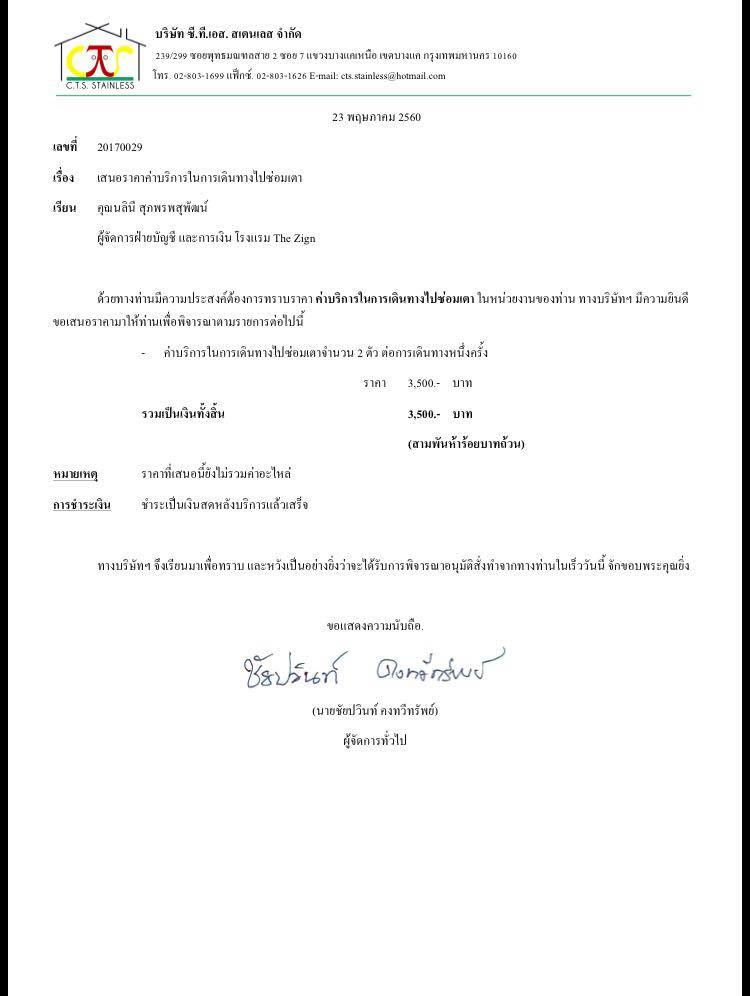 บริษัท ซี.ที.เอส. สเตนเลส จำกัด
239/299 ซอยพุทธมณฑลสาย 2 ซอย 7 แขวงบางแคเหนือ เขตบางแค กรุงเทพมหานคร 10160
โทร. 02-803-1699 แฟ็กซ์. 02-803-1626 E-mail: cts.stainless@hotmail.com
CTS
C.T.S. STAINLESS
23 พฤษภาคม 2560
เลขที่ 20170029
เรื่อง เสนอราคาค่าบริการในการเดินทางไปซ่อมเตา
เรียน คุณนลินี สุภพรพสุพัฒน์
ผู้จัดการฝ่ายบัญชี และการเงิน โรงแรม The Zign
ด้วยทางท่านมีความประสงค์ต้องการทราบราคา ค่าบริการในการเดินทางไปซ่อมเตา ในหน่วยงานของท่าน ทางบริษัทฯ มีความยินดี
ขอเสนอราคามาให้ท่านเพื่อพิจารณาตามรายการต่อไปนี้
- ค่าบริการในการเดินทางไปซ่อมเตาจำนวน 2 ตัว ต่อการเดินทางหนึ่งครั้ง
ราคา 3,500.- บาท
รวมเป็นเงินทั้งสิ้น 3,500.- บาท
(สามพันห้าร้อยบาทถ้วน)
หมายเหตุ ราคาที่เสนอนี้ยังไม่รวมค่าอะไหล่
การชำระเงิน ชำระเป็นเงินสดหลังบริการแล้วเสร็จ
ทางบริษัทฯ จึงเรียนมาเพื่อทราบ และหวังเป็นอย่างยิ่งว่าจะได้รับการพิจารณาอนุมัติสั่งทำจากทางท่านในเร็ววันนี้ จักขอบพระคุณยิ่ง
ขอแสดงความนับถือ.
ชัยปวินท์ คงทวีทรัพย์
(นายชัยปวินท์ คงทวีทรัพย์)
ผู้จัดการทั่วไป